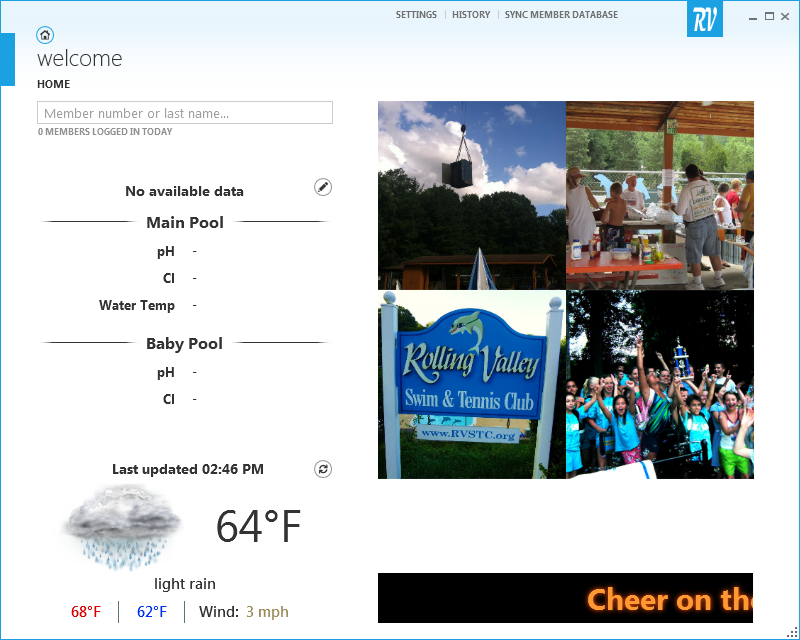 SETTINGS HISTORY SYNC MEMBER DATABASE
RV
welcome
HOME
Member number or last name...
0 MEMBERS LOGGED IN TODAY
No available data
Main Pool
pH -
Cl -
Water Temp -
Baby Pool
pH -
Cl -
Last updated 02:46 PM
64°F
light rain
68°F 62°F Wind: 3 mph
Rolling Valley
Swim & Tennis Club
www.RVSTC.org
Cheer on the